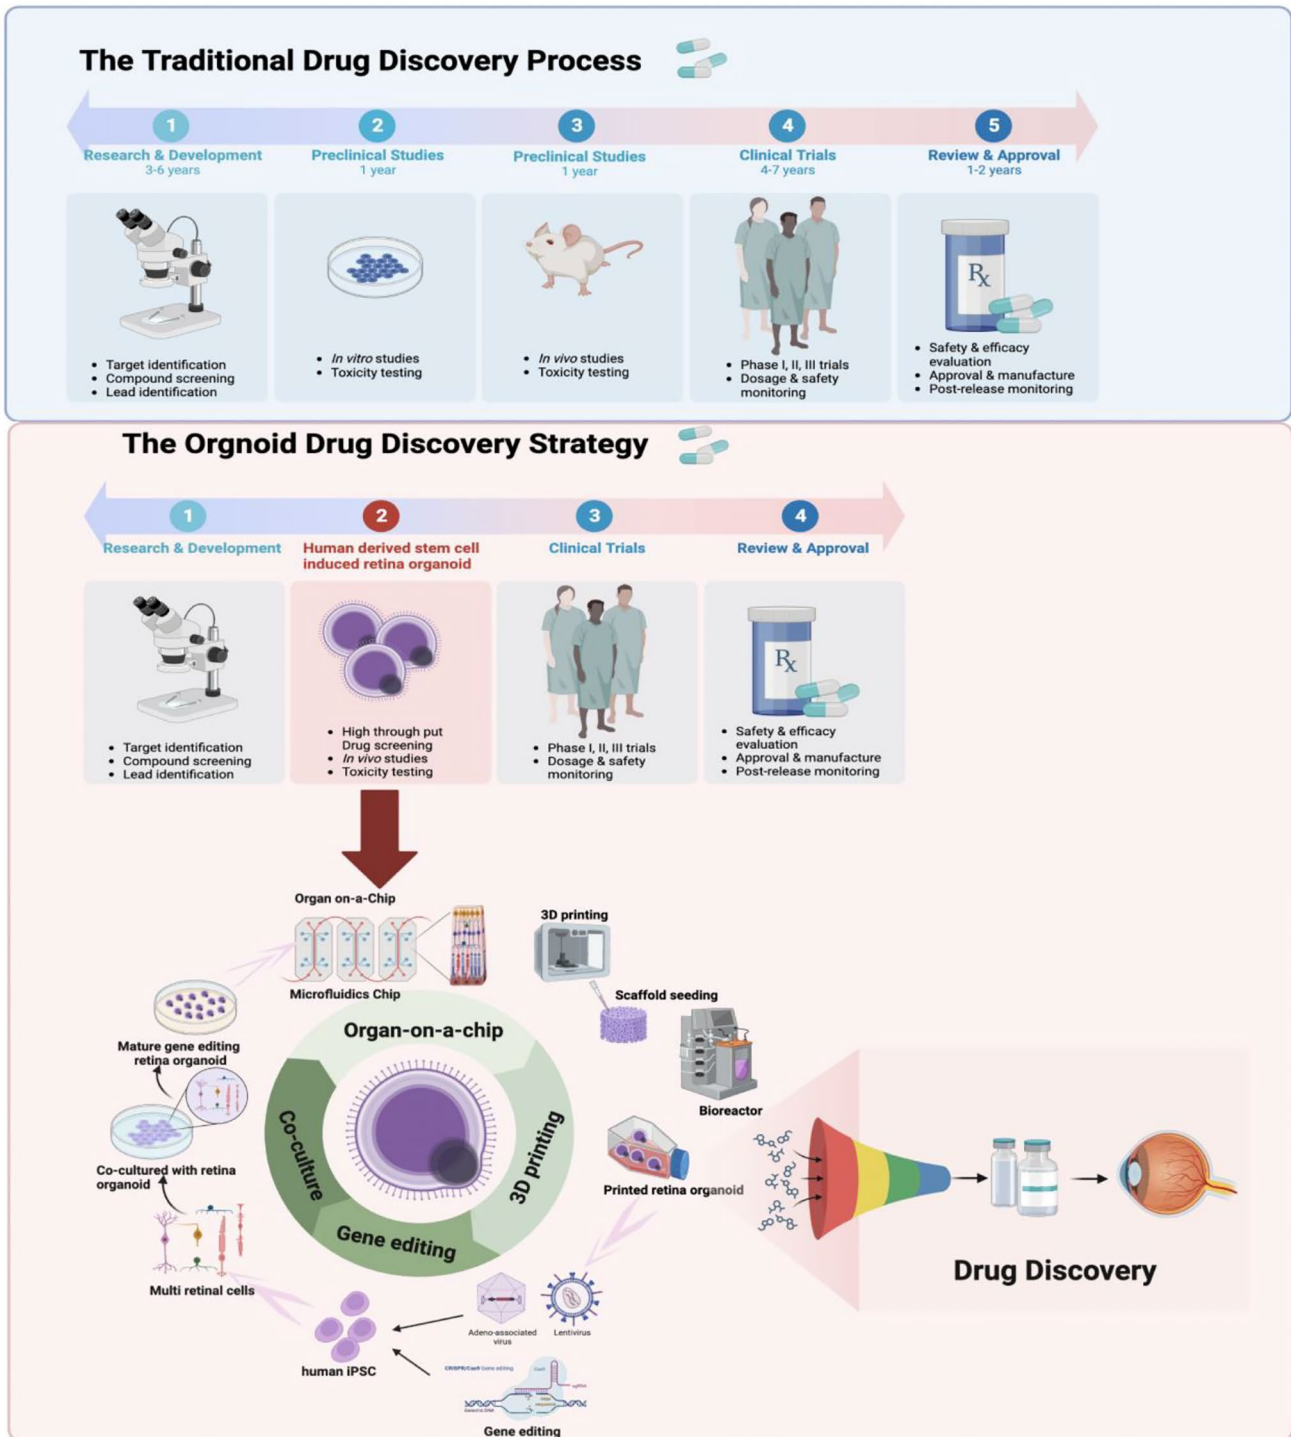 The Traditional Drug Discovery Process
1
2
3
4
5
Research & Development
3-6 years
Preclinical Studies
1 year
Preclinical Studies
1 year
Clinical Trials
4-7 years
Review & Approval
1-2 years
Rx
• Target identification
• Compound screening
• Lead identification
• In vitro studies
• Toxicity testing
• In vivo studies
• Toxicity testing
• Phase I, II, III trials
• Dosage & safety
monitoring
• Safety & efficacy
evaluation
• Approval & manufacture
• Post-release monitoring
The Orgnoid Drug Discovery Strategy
1
2
3
4
Research & Development
Human derived stem cell
induced retina organoid
Clinical Trials
Review & Approval
Rx
• Target identification
• Compound screening
• Lead identification
• High through put
Drug screening
• In vivo studies
• Toxicity testing
• Phase I, II, III trials
• Dosage & safety
monitoring
• Safety & efficacy
evaluation
• Approval & manufacture
• Post-release monitoring
Organ on-a-Chip
Microfluidics Chip
3D printing
Scaffold seeding
Bioreactor
Printed retina organoid
Mature gene editing
retina organoid
Co-cultured with retina
organoid
Multi retinal cells
Organ-on-a-chip
3D printing
Gene editing
Co-culture
human iPSC
Adeno-associated
virus
Lentivirus
CRISPR/Cas9 Gene editing
Cas9
sgRNA
Gene editing
Drug Discovery